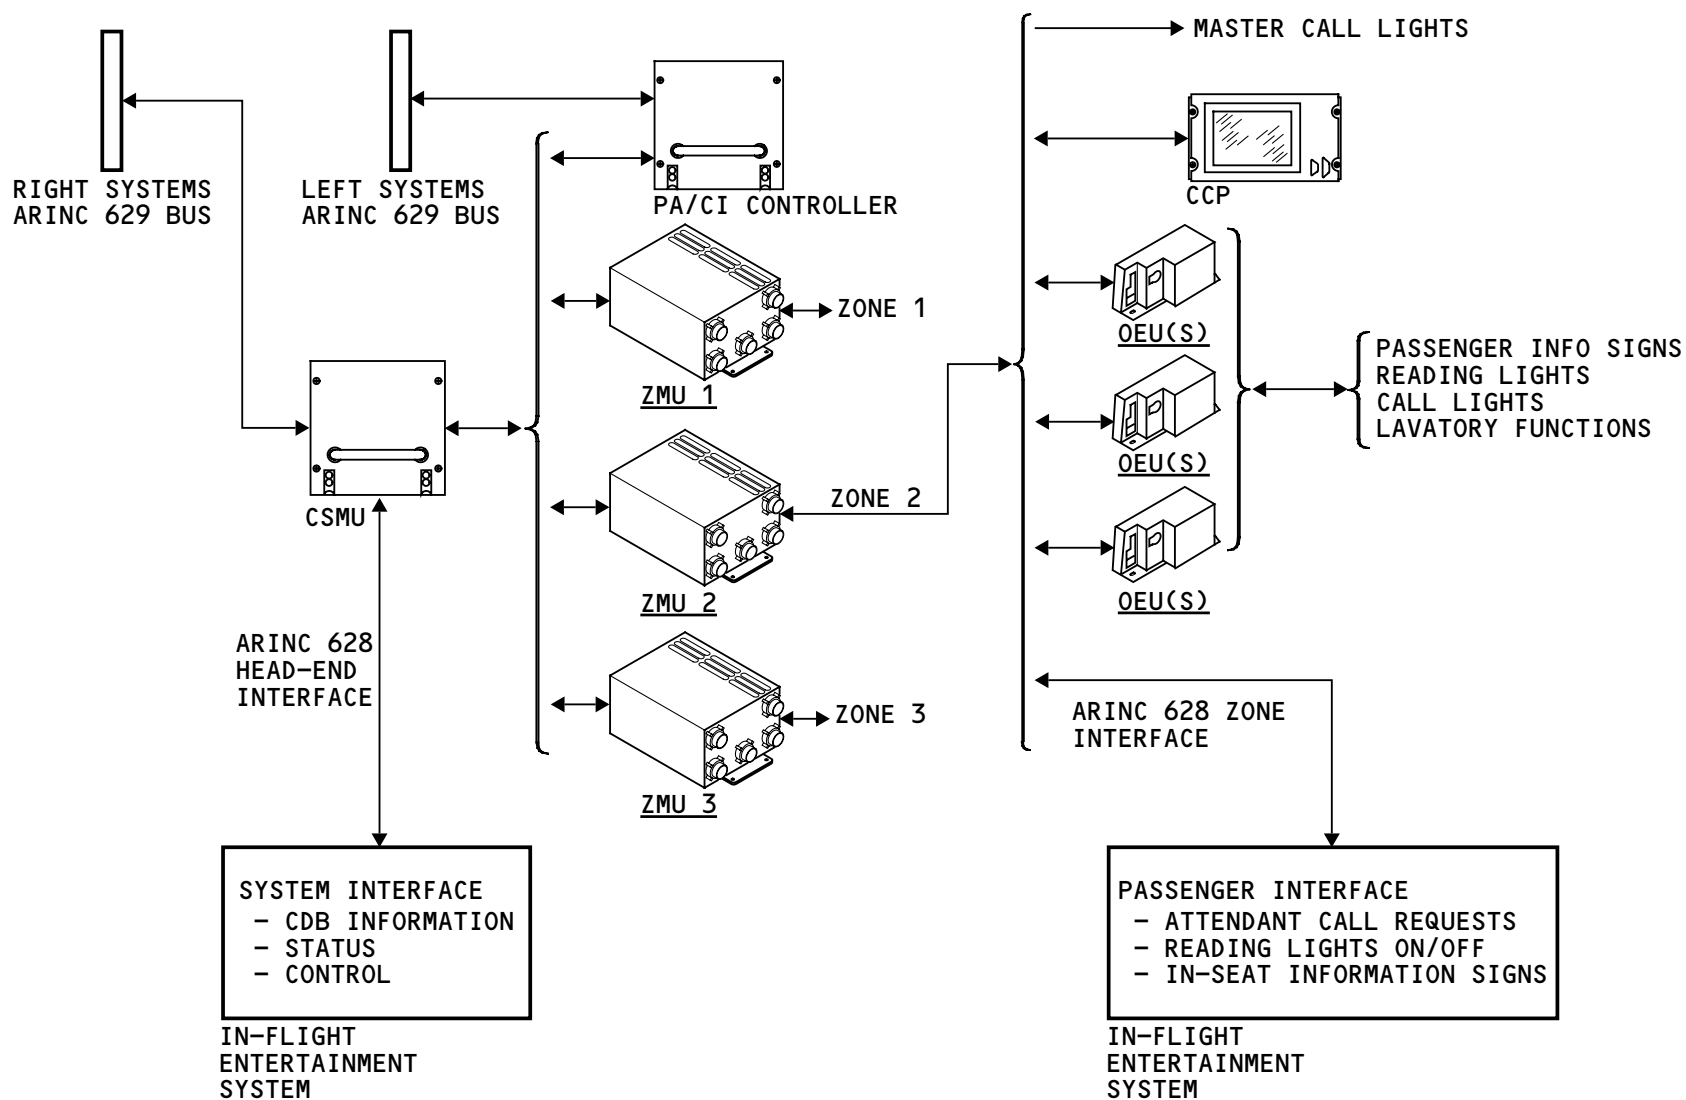 MASTER CALL LIGHTS
RIGHT SYSTEMS
ARINC 629 BUS
LEFT SYSTEMS
ARINC 629 BUS
PA/CI CONTROLLER
CCP
ZONE 1
ZMU 1
OEU(S)
PASSENGER INFO SIGNS
READING LIGHTS
CALL LIGHTS
LAVATORY FUNCTIONS
OEU(S)
CSMU
ZONE 2
ZMU 2
OEU(S)
ARINC 628
HEAD-END
INTERFACE
ZONE 3
ZMU 3
ARINC 628 ZONE
INTERFACE
SYSTEM INTERFACE
- CDB INFORMATION
- STATUS
- CONTROL
IN-FLIGHT
ENTERTAINMENT
SYSTEM
PASSENGER INTERFACE
- ATTENDANT CALL REQUESTS
- READING LIGHTS ON/OFF
- IN-SEAT INFORMATION SIGNS
IN-FLIGHT
ENTERTAINMENT
SYSTEM